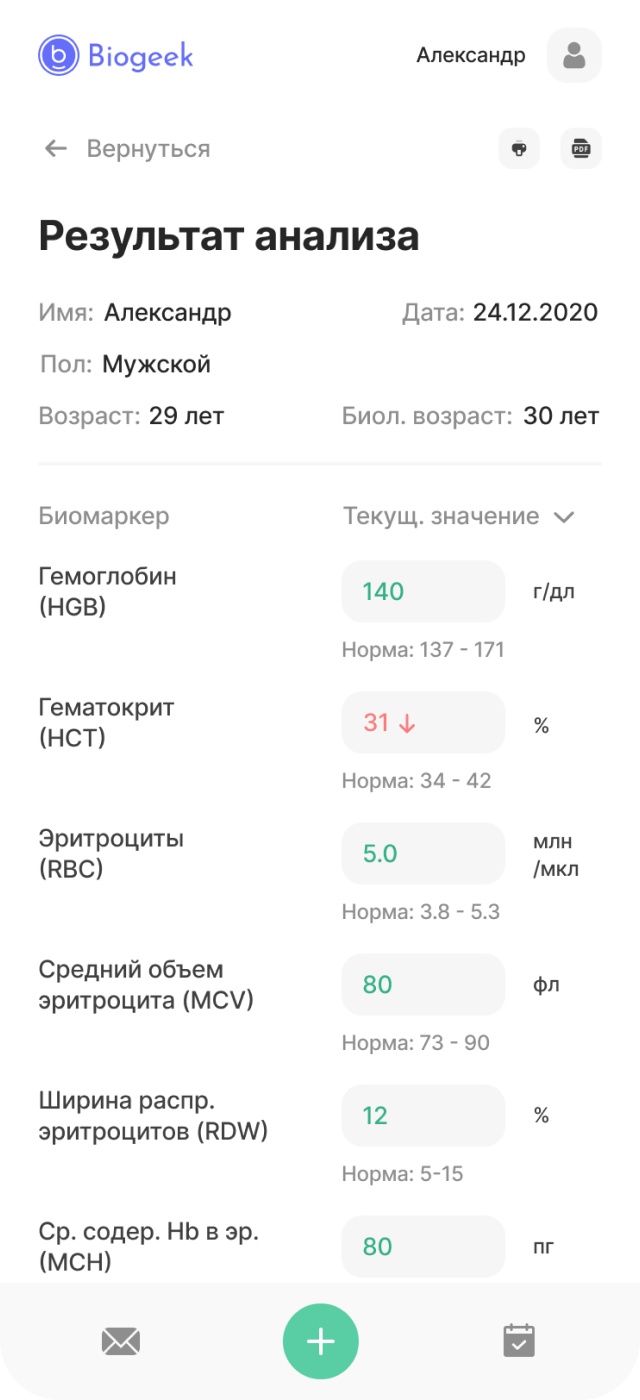 Biogeek
Александр
Вернуться
PDF
Результат анализа
Имя: Александр
Дата: 24.12.2020
Пол: Мужской
Возраст: 29 лет
Биол. возраст: 30 лет
Биомаркер
Текущ. значение
Гемоглобин
(HGB)
140
г/дл
Норма: 137 - 171
Гематокрит
(HCT)
31
%
Норма: 34 - 42
Эритроциты
(RBC)
5.0
млн
/мкл
Норма: 3.8 - 5.3
Средний объем
эритроцита (MCV)
80
фл
Норма: 73 - 90
Ширина распр.
эритроцитов (RDW)
12
%
Норма: 5-15
Ср. содер. Hb в эр.
(MCH)
80
пг